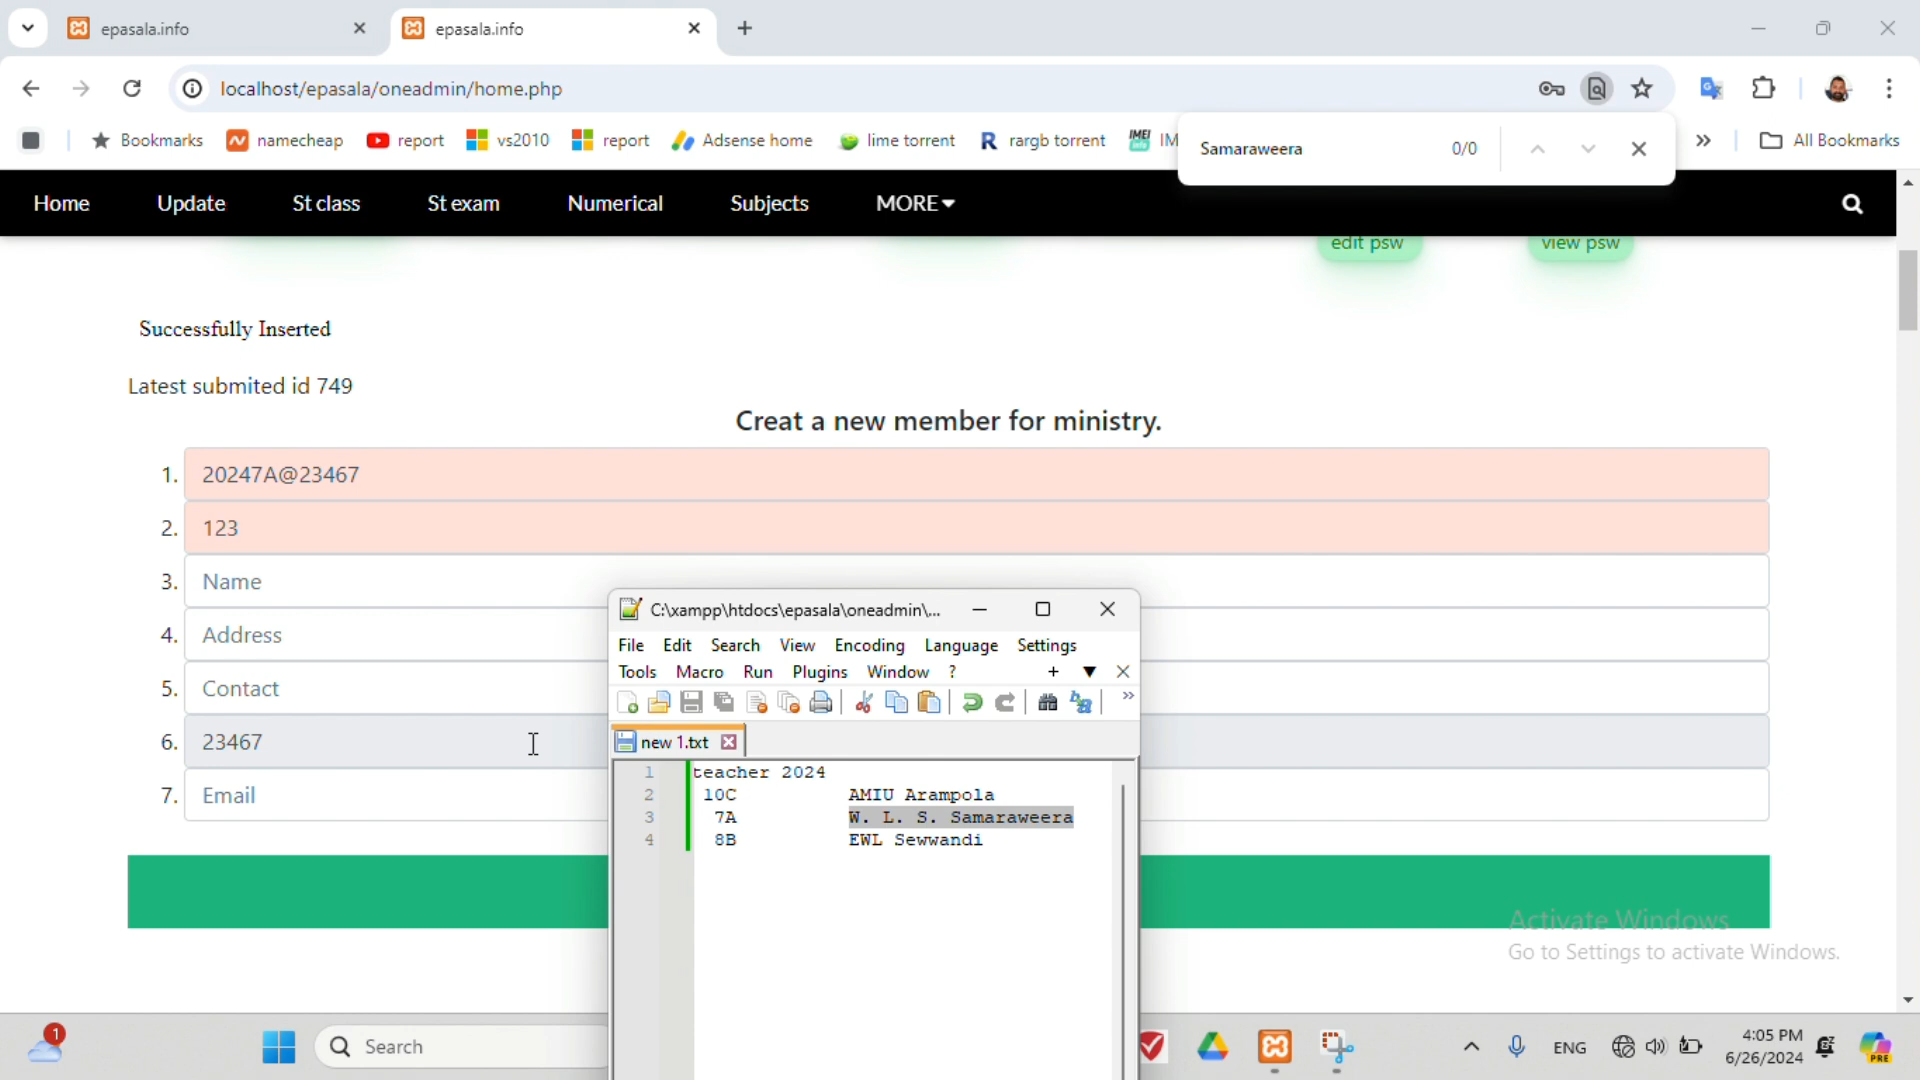 epasala.info
epasala.info
localhost/epasala/oneadmin/home.php
Bookmarks
namecheap
report
vs2010
report
Adsense home
lime torrent
rargb torrent
All Bookmarks
Samaraweera 0/0
Home
Update
St class
St exam
Numerical
Subjects
MORE
edit psw
view psw
Successfully Inserted
Latest submited id 749
Creat a new member for ministry.
1. 20247A@23467
2. 123
3. Name
4. Address
5. Contact
6. 23467
7. Email
C:\xampp\htdocs\epasala\oneadmin\...
File Edit Search View Encoding Language Settings
Tools Macro Run Plugins Window ?
new 1.txt
1 teacher 2024
2 10C AMIU Arampola
3 7A W. L. S. Samaraweera
4 8B EWL Sewwandi
Activate Windows
Go to Settings to activate Windows.
1
Search
ENG
4:05 PM
6/26/2024
PRE